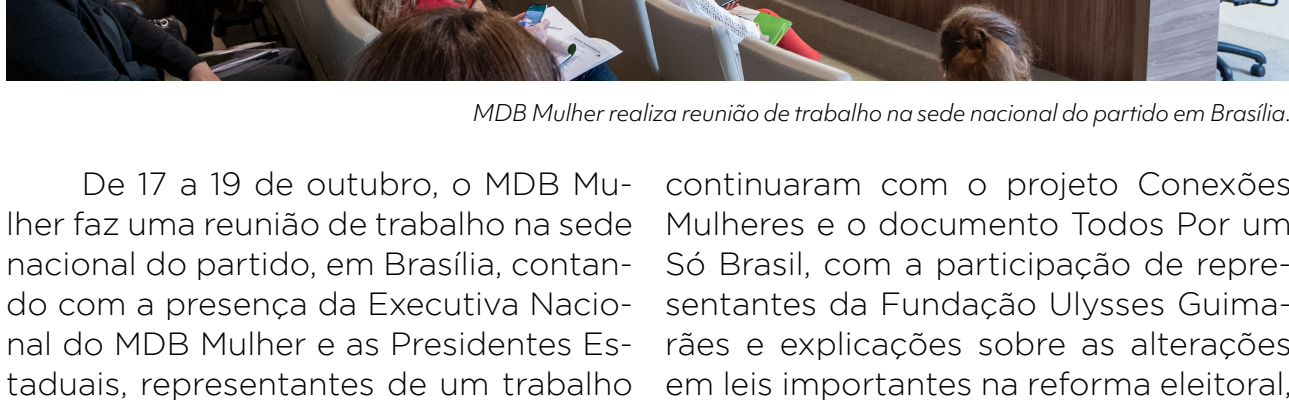 MDB Mulher realiza reunião de trabalho na sede nacional do partido em Brasília.
De 17 a 19 de outubro, o MDB Mu-
lher faz uma reunião de trabalho na sede
nacional do partido, em Brasília, contan-
do com a presença da Executiva Nacio-
nal do MDB Mulher e as Presidentes Es-
taduais, representantes de um trabalho
continuaram com o projeto Conexões
Mulheres e o documento Todos Por um
Só Brasil, com a participação de repre-
sentantes da Fundação Ulysses Guima-
rães e explicações sobre as alterações
em leis importantes na reforma eleitoral,